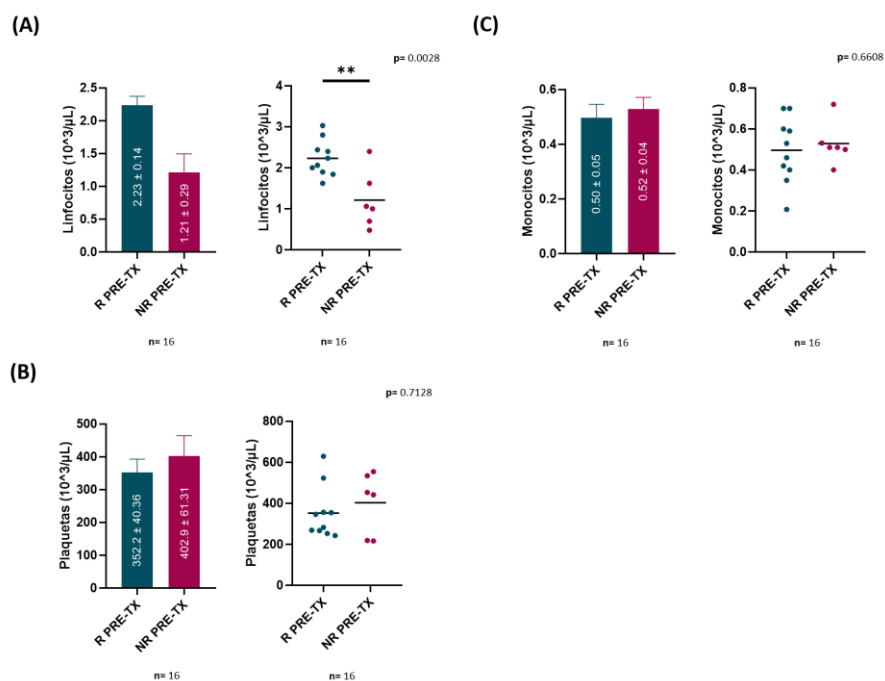 (A)
p= 0.0028
Linfocitos (10^3/µL)
2.5
2.0
1.5
1.0
0.5
0.0
2.23 ± 0.14
1.21 ± 0.29
R PRE-TX
NR PRE-TX
n= 16
Linfocitos (10^3/µL)
4
3
2
1
0
**
R PRE-TX
NR PRE-TX
n= 16
(C)
p= 0.6608
Monocitos (10^3/µL)
0.6
0.4
0.2
0.0
0.50 ± 0.05
0.52 ± 0.04
R PRE-TX
NR PRE-TX
n= 16
Monocitos (10^3/µL)
0.8
0.6
0.4
0.2
0.0
R PRE-TX
NR PRE-TX
n= 16
(B)
p= 0.7128
Plaquetas (10^3/µL)
500
400
300
200
100
0
352.2 ± 40.36
402.9 ± 61.31
R PRE-TX
NR PRE-TX
n= 16
Plaquetas (10^3/µL)
800
600
400
200
0
R PRE-TX
NR PRE-TX
n= 16